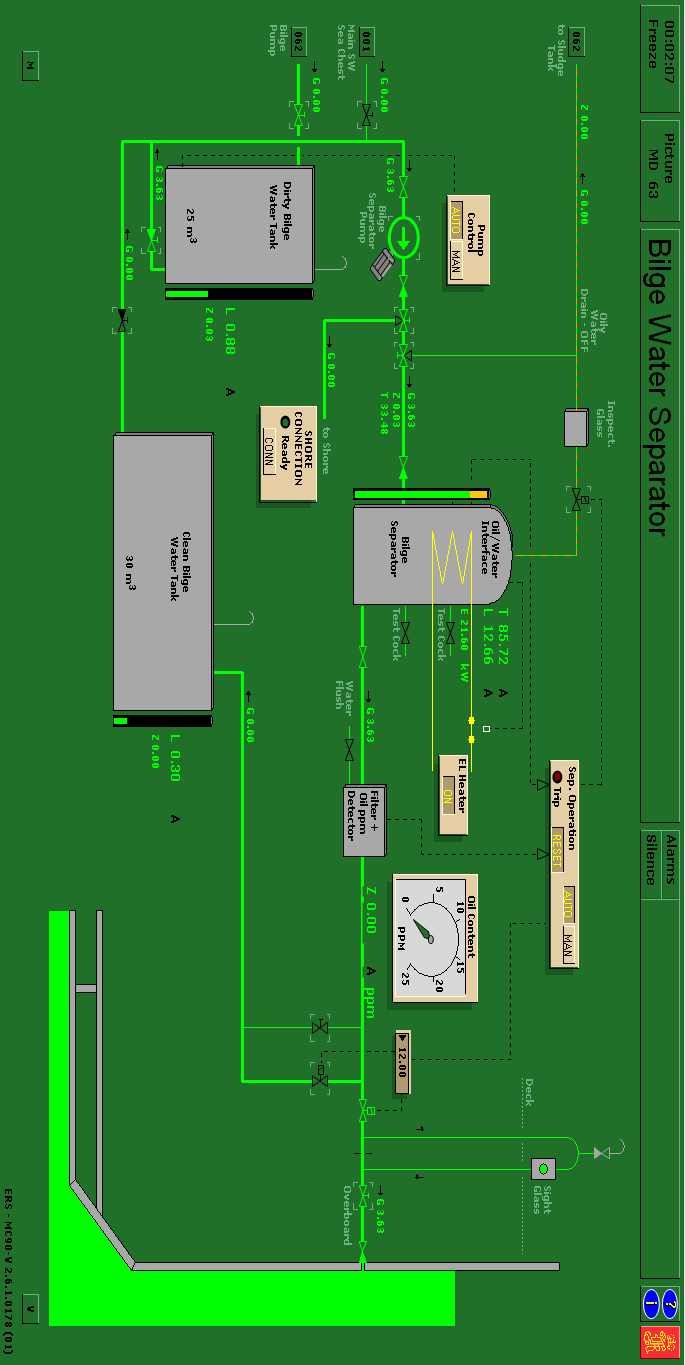 00:02:07
Freeze
Picture
MD 63
Bilge Water Separator
Alarms
Silence
?
i
062
to Sludge
Tank
Z 0.00
G 0.00
Oily
Water
Drain - OFF
Inspect.
Glass
001
Main SW
Sea Chest
G 0.00
062
Bilge
Pump
G 0.00
G 3.63
Bilge
Separator
Pump
Pump
Control
AUTO
MAN
G 3.63
Z 0.03
T 33.48
G 0.00
to Shore
SHORE
CONNECTION
Ready
CONN
Dirty Bilge
Water Tank
25 m³
G 3.63
G 0.00
L 0.88
Z 0.03
A
Oil/Water
Interface
Bilge
Separator
T 85.72
A
L 12.66
A
E 21.60 kW
Test Cock
Test Cock
EL Heater
ON
Sep. Operation
Trip
RESET
AUTO
MAN
Water
Flush
G 3.63
Filter +
Oil ppm
Detector
Oil Content
0
5
10
15
20
25
PPM
Z 0.00
A
ppm
12.00
Clean Bilge
Water Tank
30 m³
L 0.30
Z 0.00
A
G 0.00
Deck
Sight
Glass
G 3.63
Overboard
M
V
ERS - MC90-V 2.6.1.0178 (01)